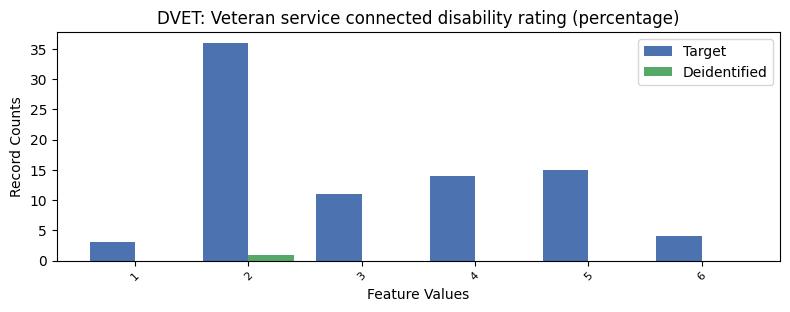 DVET: Veteran service connected disability rating (percentage)
Target
Deidentified
Record Counts
35
30
25
20
15
10
5
0
1 2 3 4 5 6
Feature Values